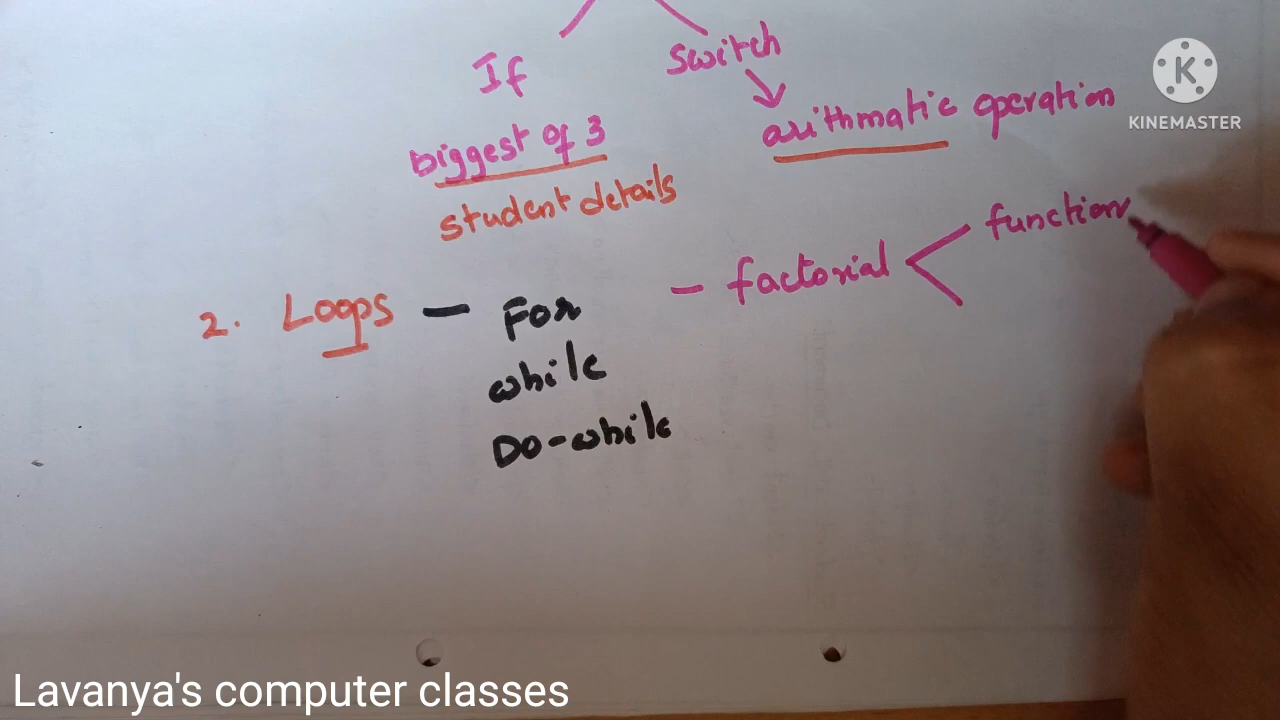 If
Switch
biggest of 3
arithmatic operation
student details
2. Loops - For
while
Do-while
- factorial
function
KINEMASTER
Lavanya's computer classes